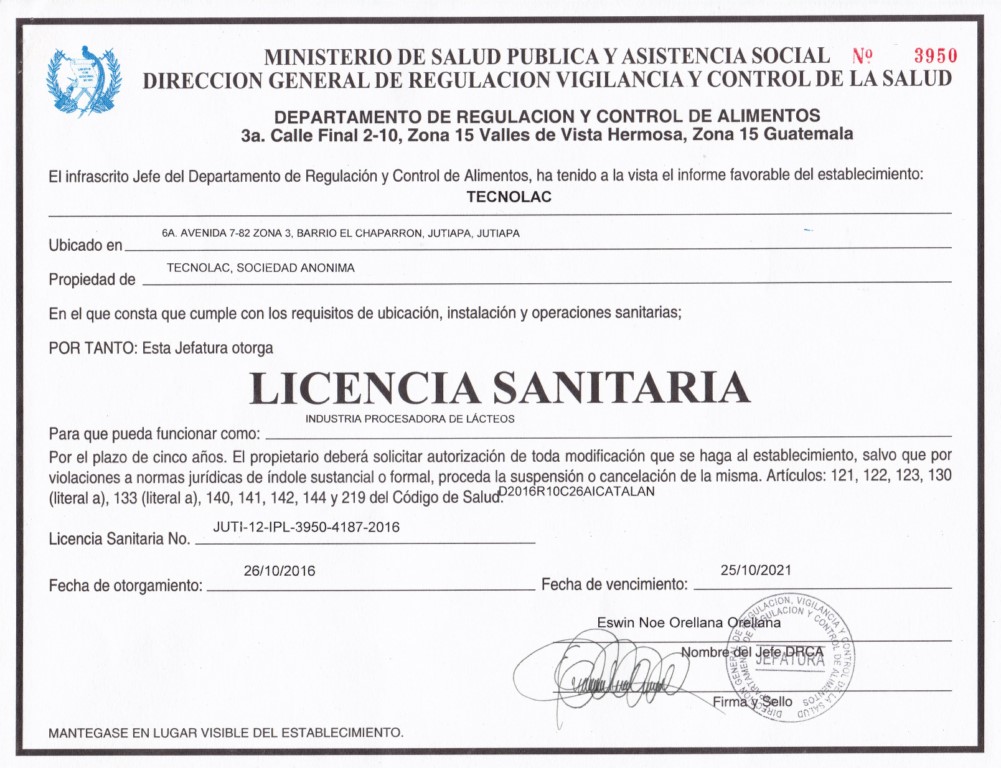 MINISTERIO DE SALUD PUBLICA Y ASISTENCIA SOCIAL Nº 3950
DIRECCION GENERAL DE REGULACION VIGILANCIA Y CONTROL DE LA SALUD
DEPARTAMENTO DE REGULACION Y CONTROL DE ALIMENTOS
3a. Calle Final 2-10, Zona 15 Valles de Vista Hermosa, Zona 15 Guatemala
El infrascrito Jefe del Departamento de Regulación y Control de Alimentos, ha tenido a la vista el informe favorable del establecimiento:
TECNOLAC
Ubicado en 6A. AVENIDA 7-82 ZONA 3, BARRIO EL CHAPARRON, JUTIAPA, JUTIAPA
Propiedad de TECNOLAC, SOCIEDAD ANONIMA
En el que consta que cumple con los requisitos de ubicación, instalación y operaciones sanitarias;
POR TANTO: Esta Jefatura otorga
LICENCIA SANITARIA
Para que pueda funcionar como: INDUSTRIA PROCESADORA DE LÁCTEOS
Por el plazo de cinco años. El propietario deberá solicitar autorización de toda modificación que se haga al establecimiento, salvo que por
violaciones a normas jurídicas de índole sustancial o formal, proceda la suspensión o cancelación de la misma. Artículos: 121, 122, 123, 130
(literal a), 133 (literal a), 140, 141, 142, 144 y 219 del Código de Salud. D2016R10C26AICATALAN
Licencia Sanitaria No. JUTI-12-IPL-3950-4187-2016
Fecha de otorgamiento: 26/10/2016 Fecha de vencimiento: 25/10/2021
Eswin Noe Orellana Orellana
Nombre del Jefe DRCA
JEFATURA
Firma y Sello
DIRECCIÓN GENERAL DE REGULACION, VIGILANCIA Y CONTROL DE LA SALUD
DEPARTAMENTO DE REGULACION Y CONTROL DE ALIMENTOS
MANTEGASE EN LUGAR VISIBLE DEL ESTABLECIMIENTO.